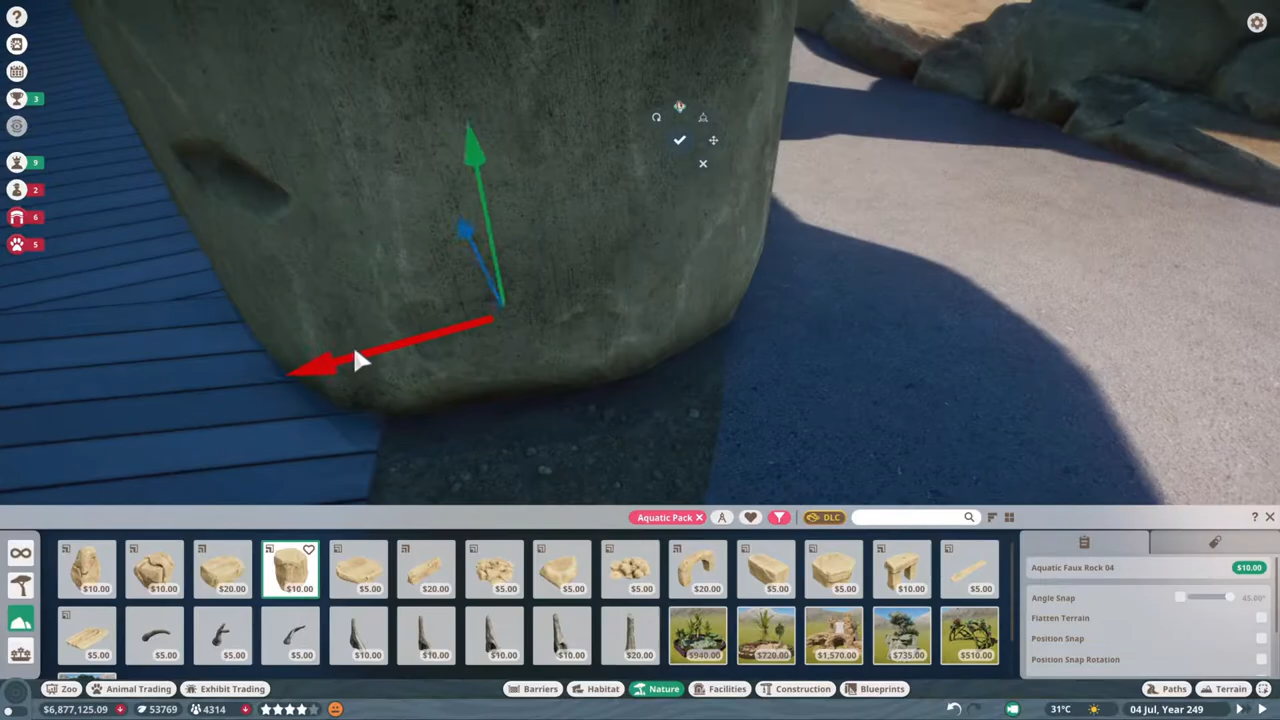 ?
3
9
2
6
5
Aquatic Pack ×
DLC
? ×
$10.00 $10.00 $20.00 $10.00 $5.00 $20.00 $5.00 $5.00 $5.00 $20.00 $5.00 $5.00 $10.00 $5.00
$5.00 $5.00 $5.00 $5.00 $10.00 $10.00 $10.00 $10.00 $20.00 $940.00 $720.00 $1,570.00 $735.00 $510.00
Aquatic Faux Rock 04 $10.00
Angle Snap 45.00°
Flatten Terrain
Position Snap
Position Snap Rotation
Zoo Animal Trading Exhibit Trading Barriers Habitat Nature Facilities Construction Blueprints Paths Terrain
$6,877,125.09 53769 4314 31°C 04 Jul, Year 249